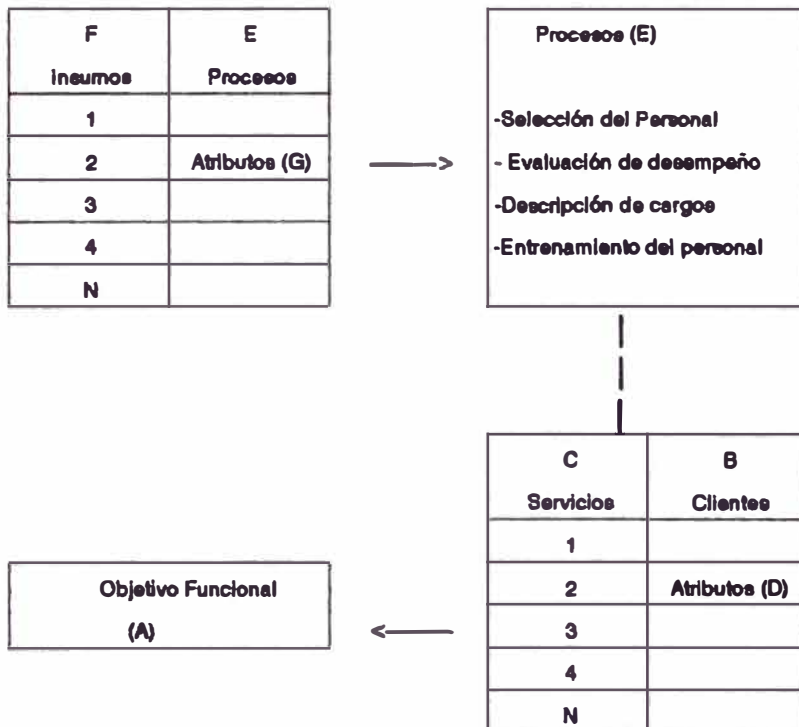 F E
Insumos Procesos
1
2 Atributos (G)
3
4
N
Procesos (E)
-Selección del Personal
- Evaluación de desempeño
-Descripción de cargos
-Entrenamiento del personal
C B
Servicios Clientes
1
2 Atributos (D)
3
4
N
Objetivo Funcional
(A)